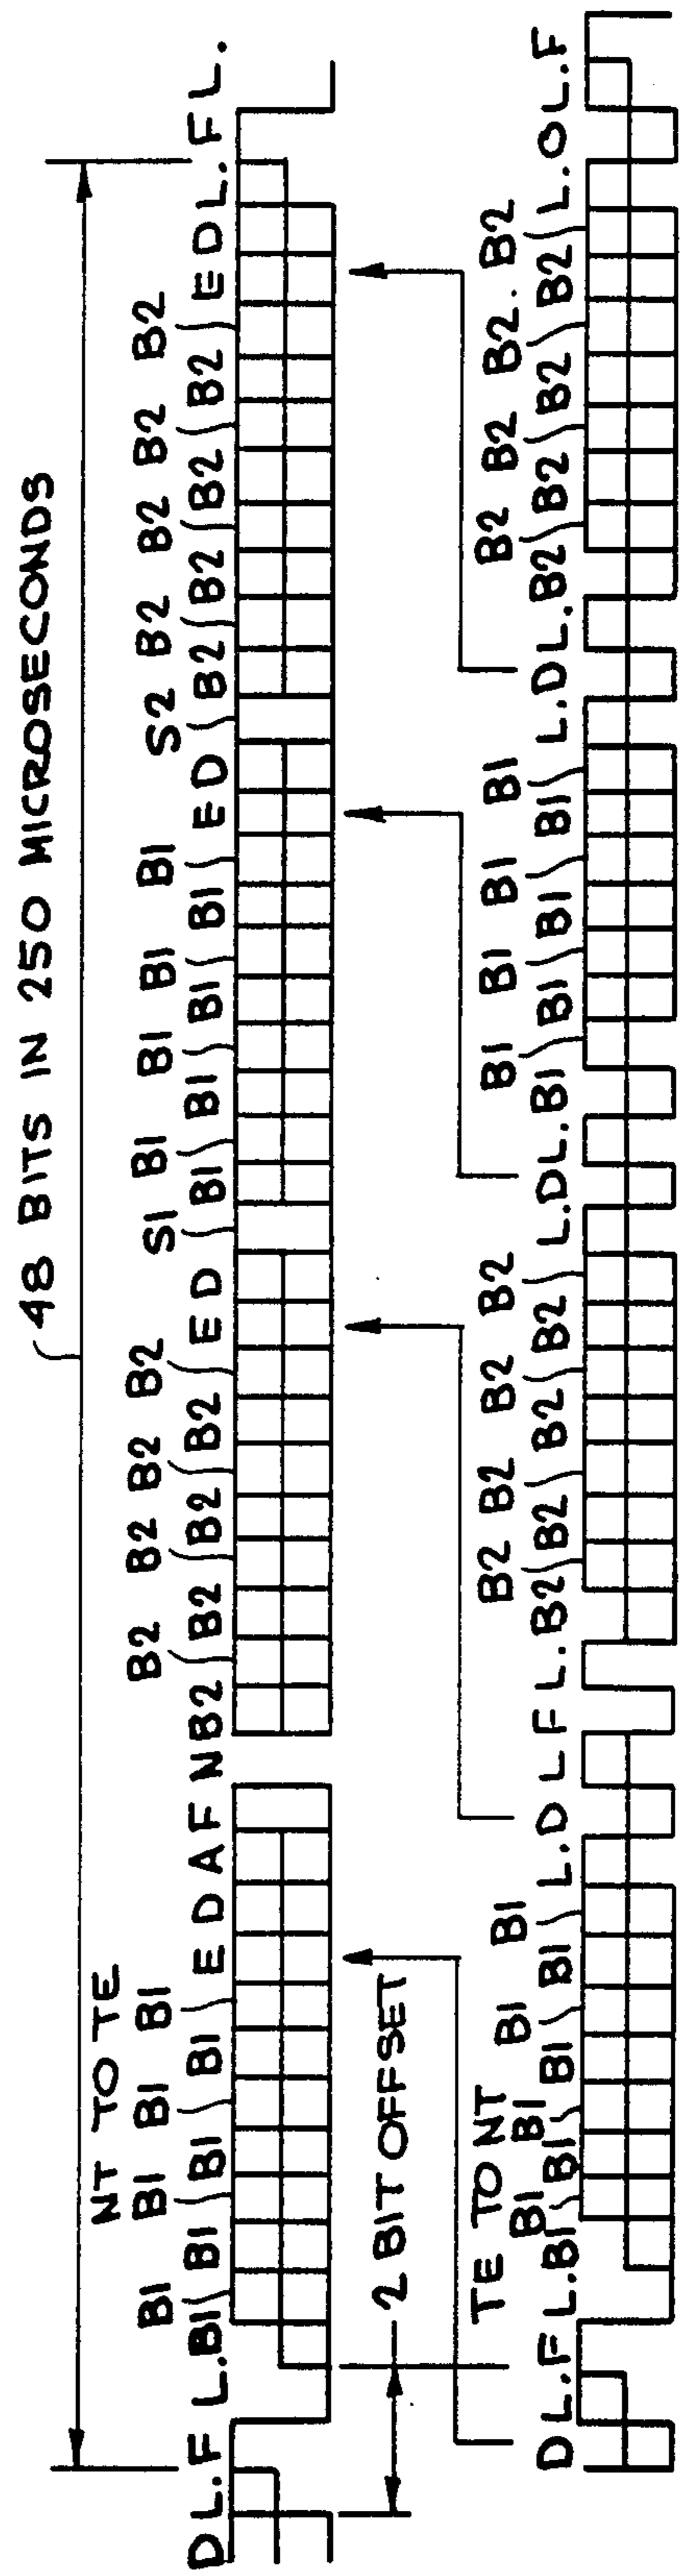 48 BITS IN 250 MICROSECONDS
NT TO TE
B1 B1 B1 B1 B2 B2 B2 B2 S1 B1 B1 B1 B1 S2 B2 B2 B2 B2
D L. F L.B1 B1 B1 B1 E D A F N B2 B2 B2 B2 E D B1 B1 B1 B1 E D B2 B2 B2 B2 E D L. F L.
2 BIT OFFSET
TE TO NT
B1 B1 B1 B1 B2 B2 B2 B2 B1 B1 B1 B1 B2 B2 B2. B2
D L.F L.B1 B1 B1 B1 L.D L F L. B2 B2 B2 B2 L.D L.B1 B1 B1 B1 L.D L.B2 B2 B2 B2 L.O L.F